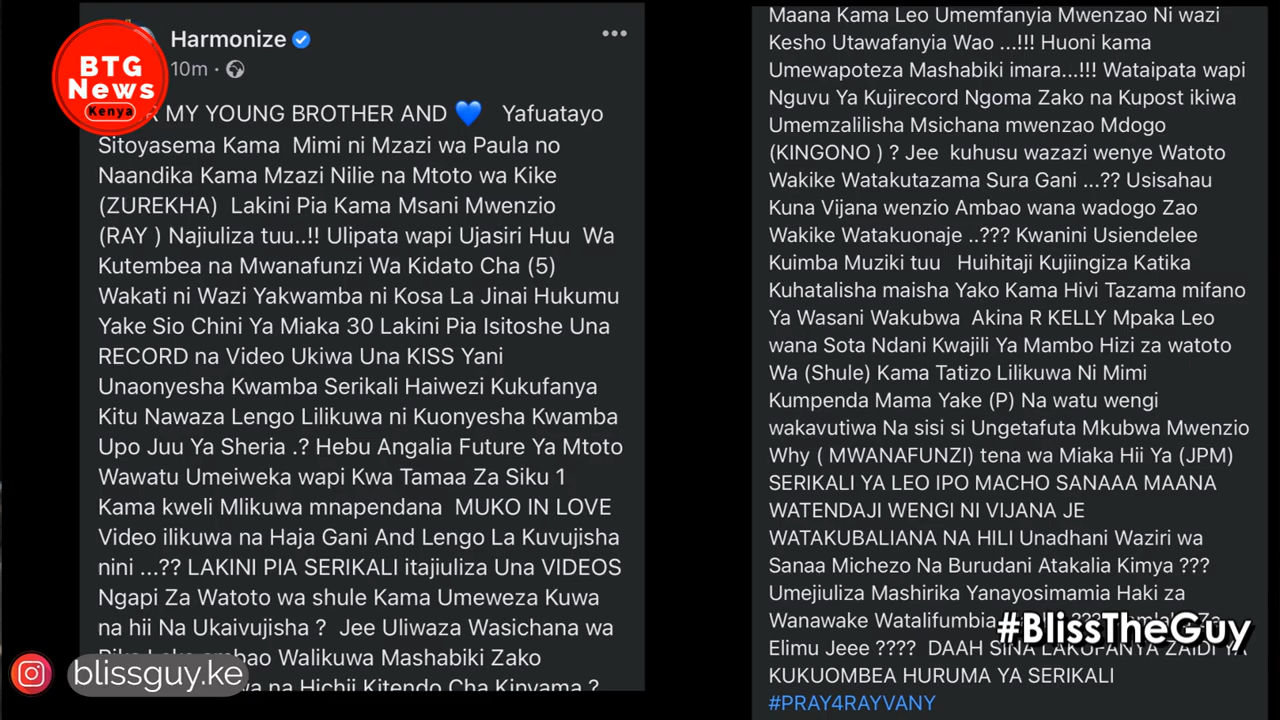 BTG
News
Kenya
Harmonize
10m
MY YOUNG BROTHER AND 💙 Yafuatayo
Sitoyasema Kama Mimi ni Mzazi wa Paula no
Naandika Kama Mzazi Nilie na Mtoto wa Kike
(ZUREKHA) Lakini Pia Kama Msani Mwenzio
(RAY ) Najiuliza tuu..!! Ulipata wapi Ujasiri Huu Wa
Kutembea na Mwanafunzi Wa Kidato Cha (5)
Wakati ni Wazi Yakwamba ni Kosa La Jinai Hukumu
Yake Sio Chini Ya Miaka 30 Lakini Pia Isitoshe Una
RECORD na Video Ukiwa Una KISS Yani
Unaonyesha Kwamba Serikali Haiwezi Kukufanya
Kitu Nawaza Lengo Lilikuwa ni Kuonyesha Kwamba
Upo Juu Ya Sheria .? Hebu Angalia Future Ya Mtoto
Wawatu Umeiweka wapi Kwa Tamaa Za Siku 1
Kama kweli Mlikuwa mnapendana MUKO IN LOVE
Video ilikuwa na Haja Gani And Lengo La Kuvujisha
nini ...?? LAKINI PIA SERIKALI itajiuliza Una VIDEOS
Ngapi Za Watoto wa shule Kama Umeweza Kuwa
na hii Na Ukaivujisha ? Jee Uliwaza Wasichana wa
ambao Walikuwa Mashabiki Zako
na Hichii Kitendo Cha Kinyama ?
blissguy.ke
Maana Kama Leo Umemfanyia Mwenzao Ni wazi
Kesho Utawafanyia Wao ...!!! Huoni kama
Umewapoteza Mashabiki imara...!!! Wataipata wapi
Nguvu Ya Kujirecord Ngoma Zako na Kupost ikiwa
Umemzalilisha Msichana mwenzao Mdogo
(KINGONO ) ? Jee kuhusu wazazi wenye Watoto
Wakike Watakutazama Sura Gani ...?? Usisahau
Kuna Vijana wenzio Ambao wana wadogo Zao
Wakike Watakuonaje ..??? Kwanini Usiendelee
Kuimba Muziki tuu Huihitaji Kujiingiza Katika
Kuhatalisha maisha Yako Kama Hivi Tazama mifano
Ya Wasani Wakubwa Akina R KELLY Mpaka Leo
wana Sota Ndani Kwajili Ya Mambo Hizi za watoto
Wa (Shule) Kama Tatizo Lilikuwa Ni Mimi
Kumpenda Mama Yake (P) Na watu wengi
wakavutiwa Na sisi si Ungetafuta Mkubwa Mwenzio
Why ( MWANAFUNZI) tena wa Miaka Hii Ya (JPM)
SERIKALI YA LEO IPO MACHO SANAAA MAANA
WATENDAJI WENGI NI VIJANA JE
WATAKUBALIANA NA HILI Unadhani Waziri wa
Sanaa Michezo Na Burudani Atakalia Kimya ???
Umejiuliza Mashirika Yanayosimamia Haki za
Wanawake Watalifumbia
#BlissTheGuy
Elimu Jeee ???? DAAH SINA LAKUFANYA ZAIDI YA
KUKUOMBEA HURUMA YA SERIKALI
#PRAY4RAYVANY